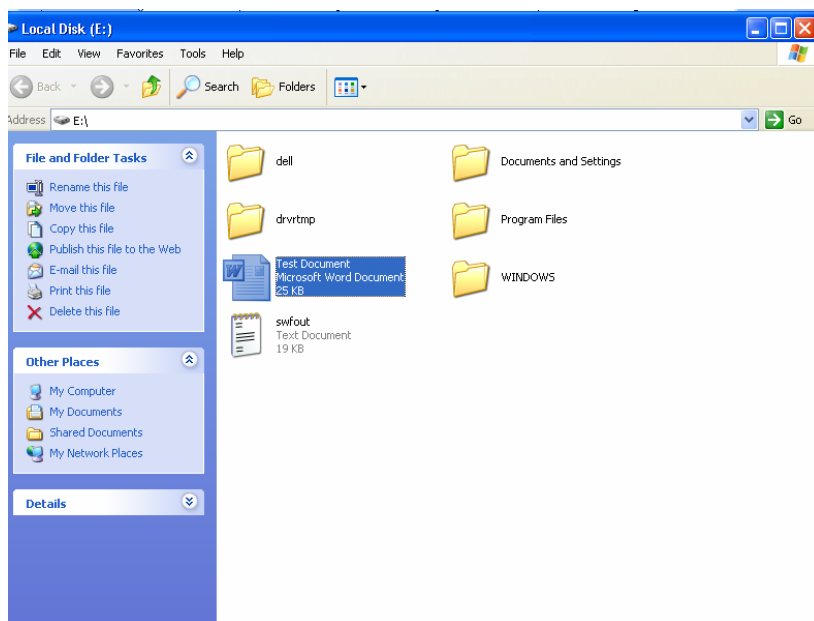 Local Disk (E:)
File Edit View Favorites Tools Help
Back Search Folders
Address E:\ Go
File and Folder Tasks
Rename this file
Move this file
Copy this file
Publish this file to the Web
E-mail this file
Print this file
Delete this file
Other Places
My Computer
My Documents
Shared Documents
My Network Places
Details
dell
Documents and Settings
drvrtmp
Program Files
Test Document
Microsoft Word Document
25 KB
WINDOWS
swfout
Text Document
19 KB